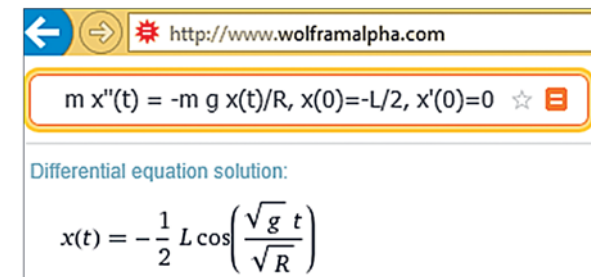 http://www.wolframalpha.com
m x"(t) = -m g x(t)/R, x(0)=-L/2, x'(0)=0
Differential equation solution:
x(t) = -1/2 L cos(√g t/√R)